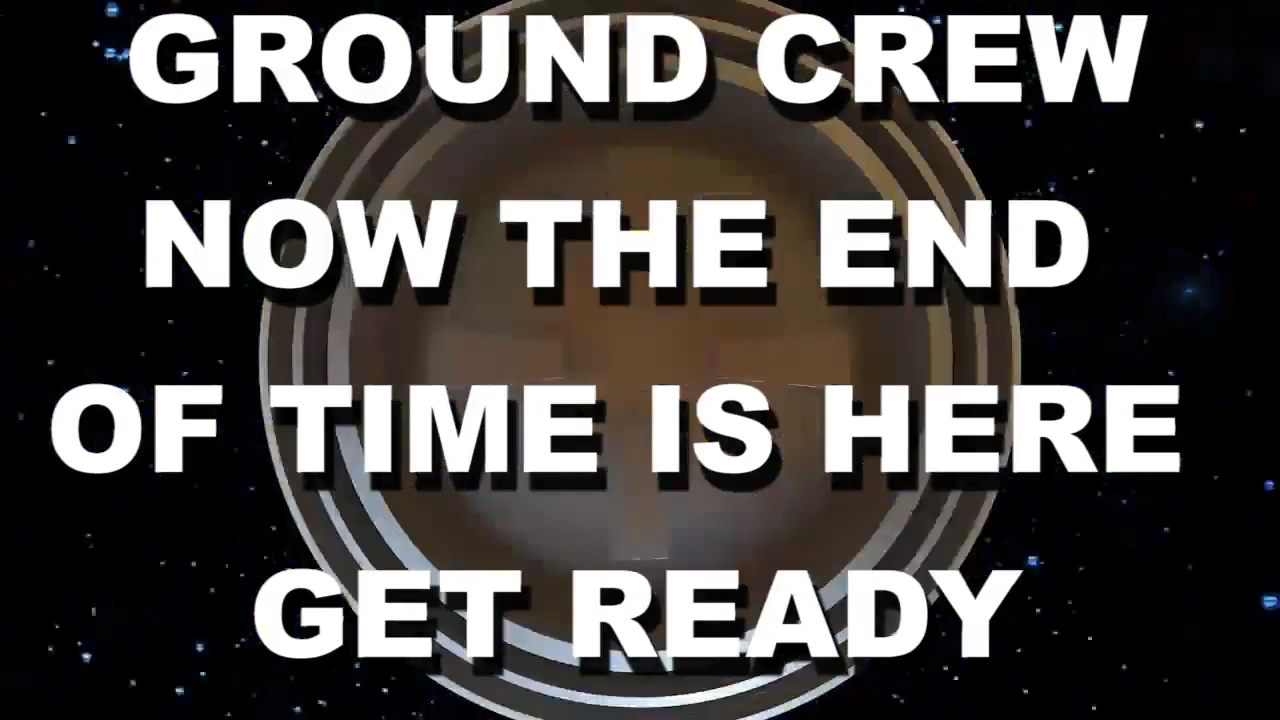 GROUND CREW
NOW THE END
OF TIME IS HERE
GET READY